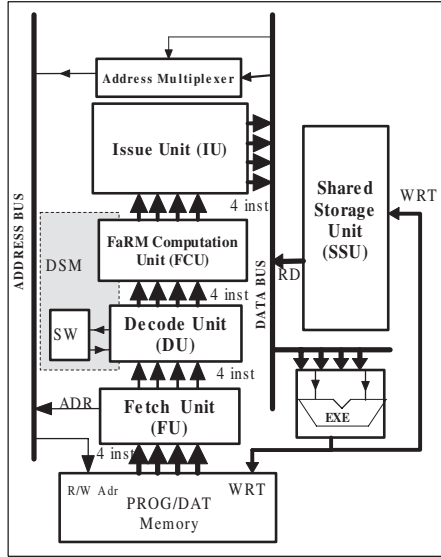 Address Multiplexer
Issue Unit (IU)
4 inst
ADDRESS BUS
DATA BUS
Shared
Storage
Unit
(SSU)
WRT
RD
DSM
FaRM Computation
Unit (FCU)
4 inst
SW
Decode Unit
(DU)
4 inst
ADR
Fetch Unit
(FU)
EXE
4 inst
R/W Adr
WRT
PROG/DAT
Memory